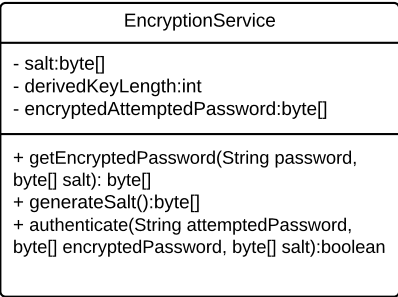 EncryptionService
- salt:byte[]
- derivedKeyLength:int
- encryptedAttemptedPassword:byte[]
+ getEncryptedPassword(String password,
byte[] salt): byte[]
+ generateSalt():byte[]
+ authenticate(String attemptedPassword,
byte[] encryptedPassword, byte[] salt):boolean